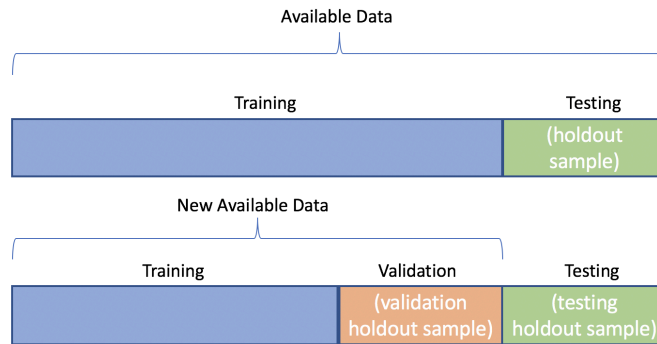 Available Data
Training
Testing
(holdout
sample)
New Available Data
Training
Validation
Testing
(validation
holdout sample)
(testing
holdout sample)